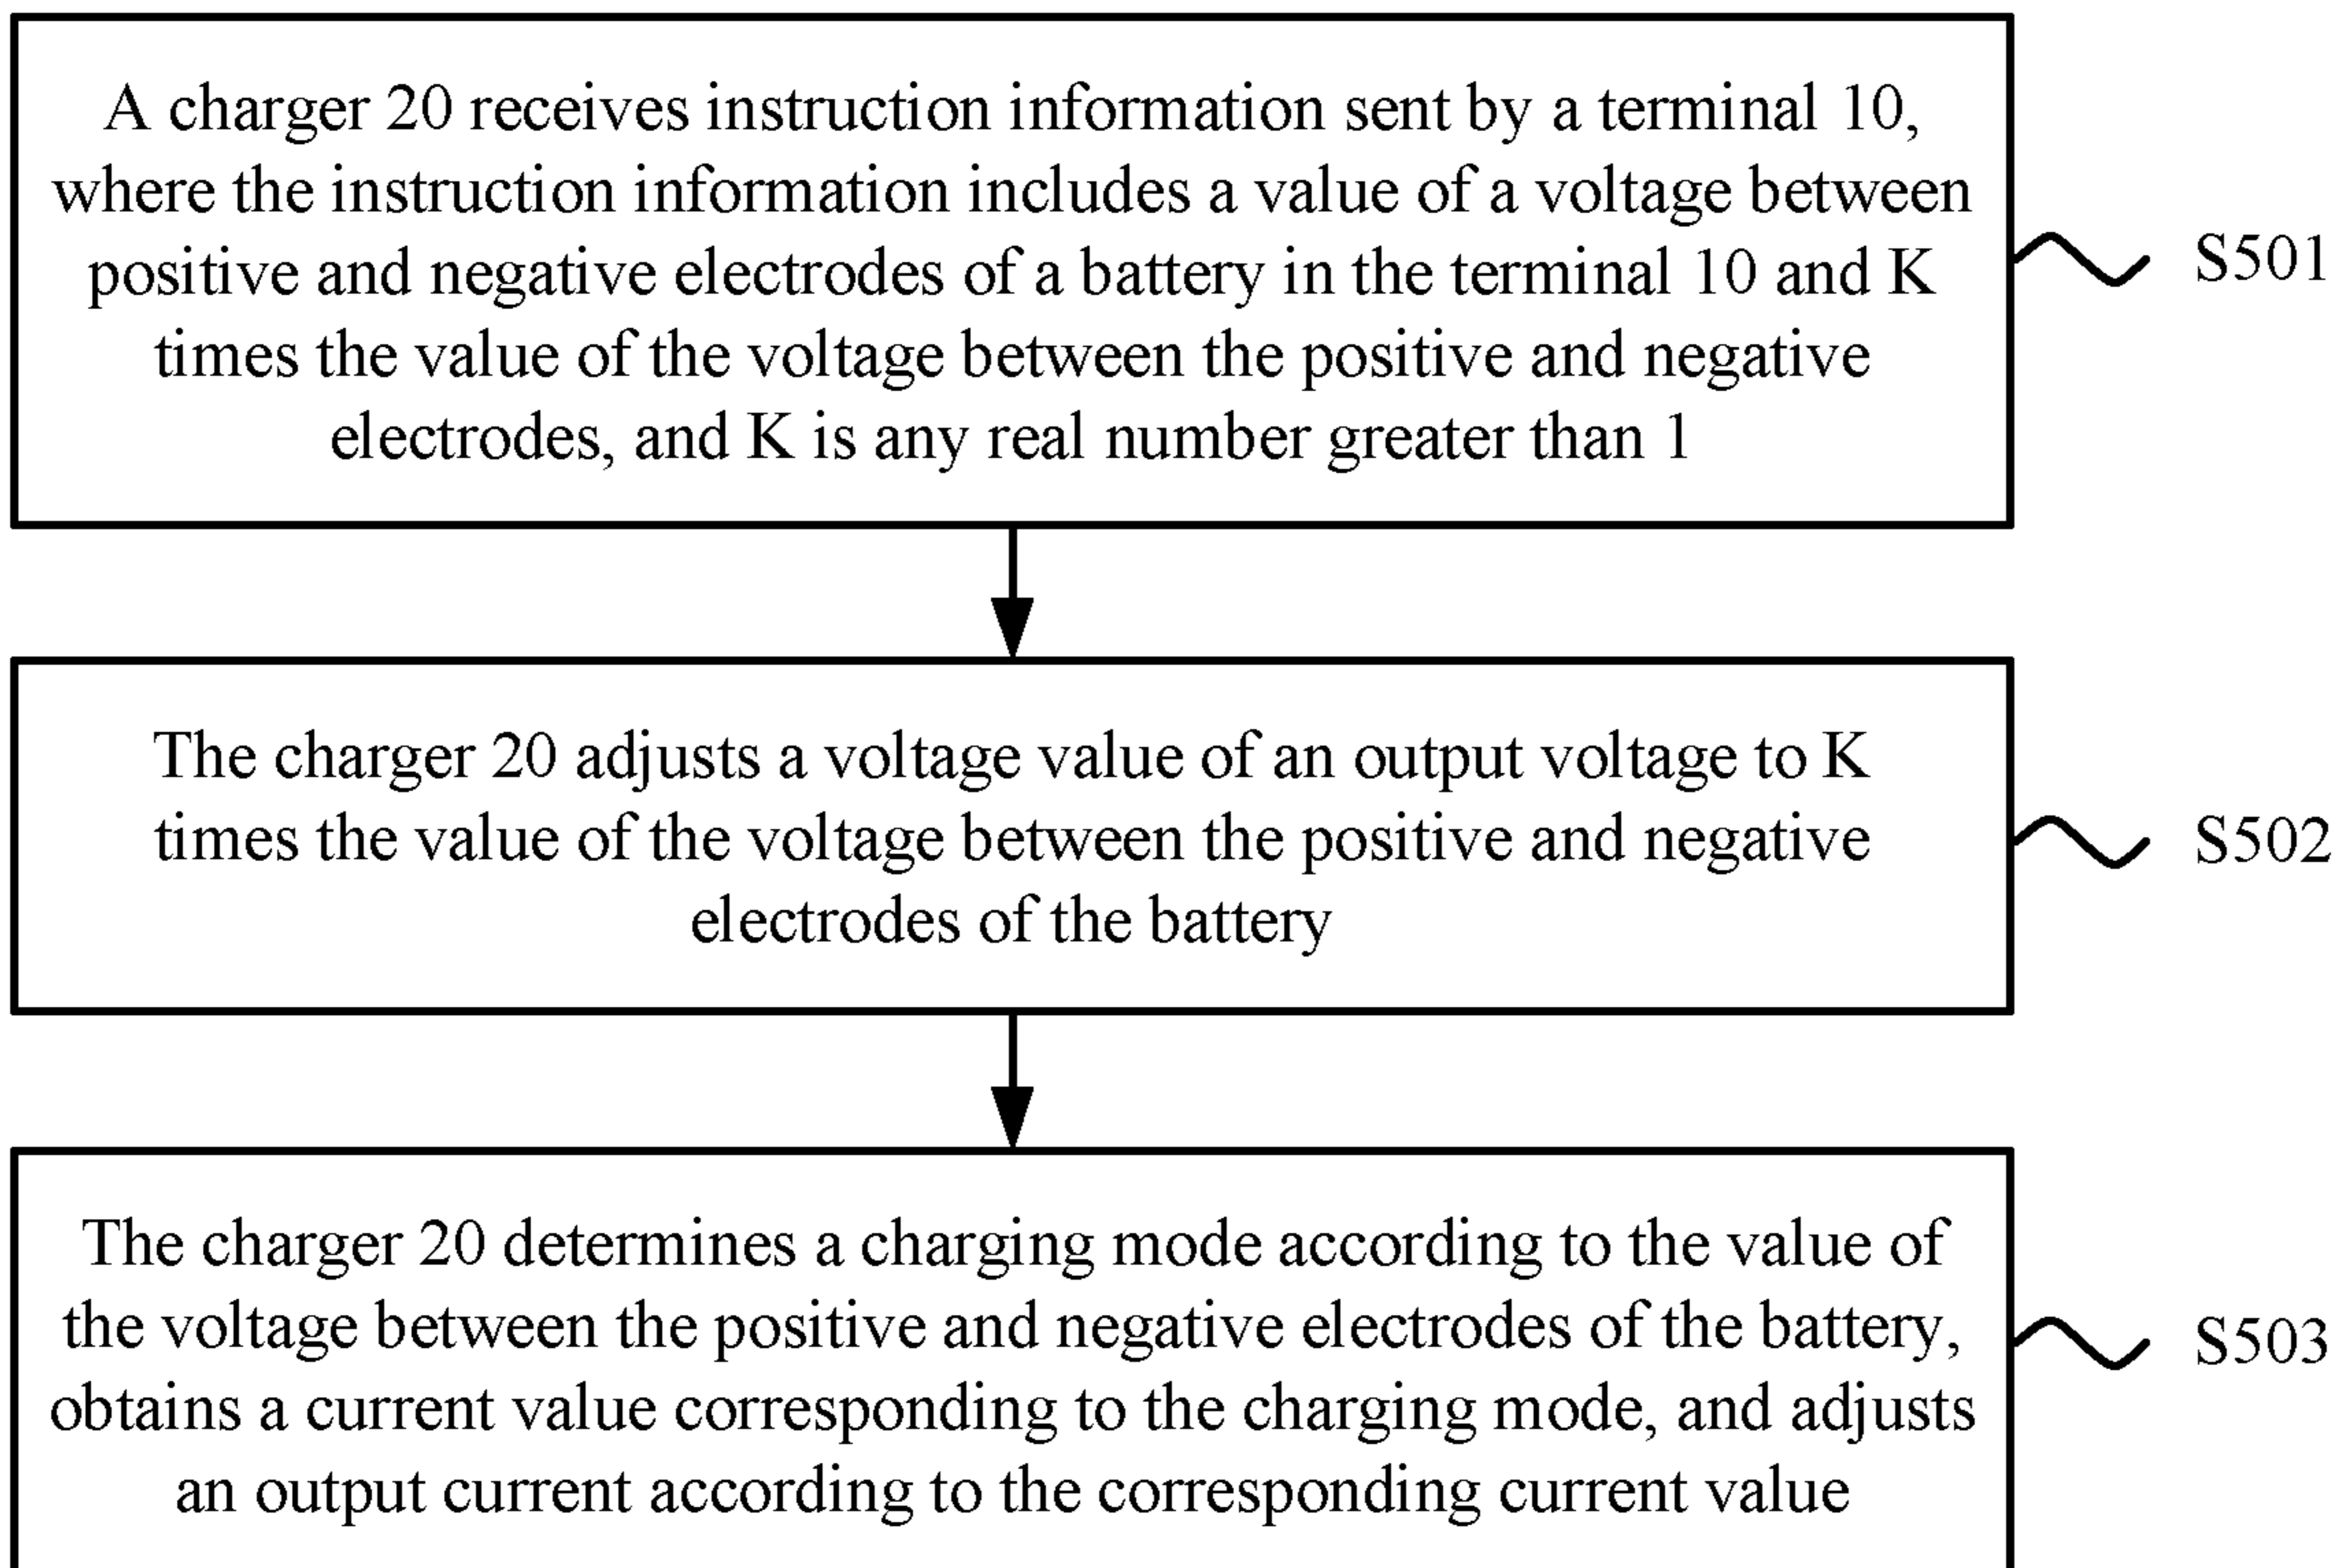 A charger 20 receives instruction information sent by a terminal 10,
where the instruction information includes a value of a voltage between
positive and negative electrodes of a battery in the terminal 10 and K
times the value of the voltage between the positive and negative
electrodes, and K is any real number greater than 1
S501
The charger 20 adjusts a voltage value of an output voltage to K
times the value of the voltage between the positive and negative
electrodes of the battery
S502
The charger 20 determines a charging mode according to the value of
the voltage between the positive and negative electrodes of the battery,
obtains a current value corresponding to the charging mode, and adjusts
an output current according to the corresponding current value
S503